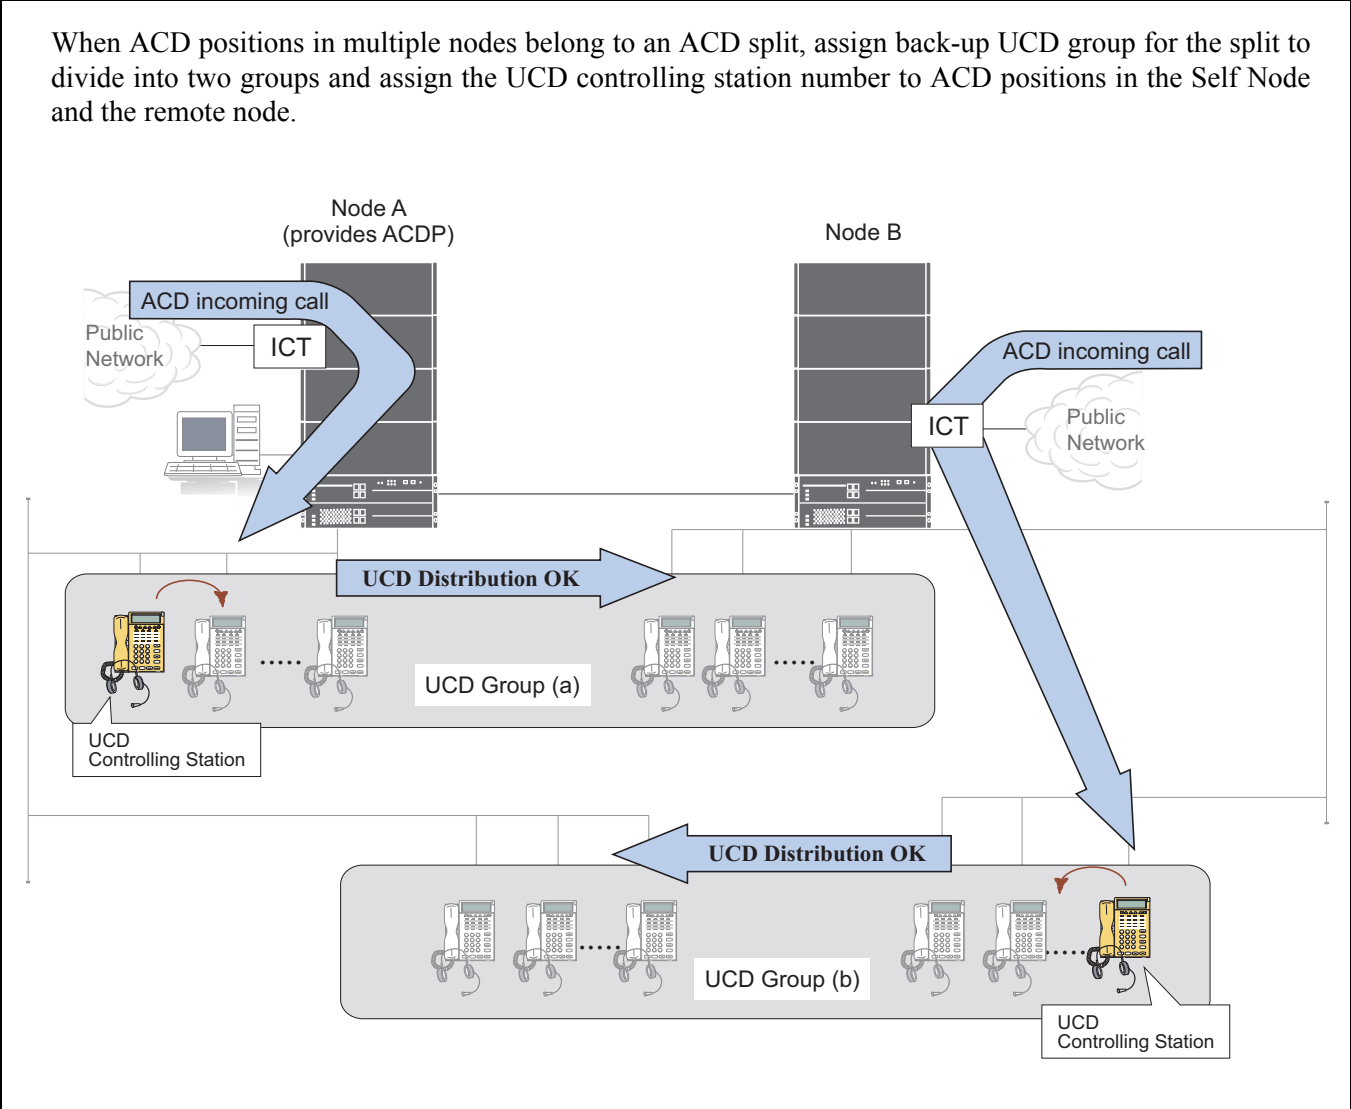 When ACD positions in multiple nodes belong to an ACD split, assign back-up UCD group for the split to
divide into two groups and assign the UCD controlling station number to ACD positions in the Self Node
and the remote node.
Node A
(provides ACDP)
Node B
ACD incoming call
Public
Network
ICT
ACD incoming call
ICT
Public
Network
UCD Distribution OK
UCD Group (a)
UCD
Controlling Station
UCD Distribution OK
UCD Group (b)
UCD
Controlling Station